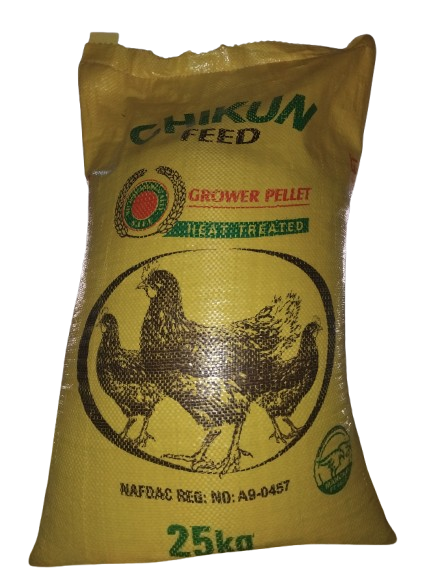 CHIKUN
FEED
GROWER PELLET
HEAT TREATED
NAFDAC REG: NO: A9-0457
25kg